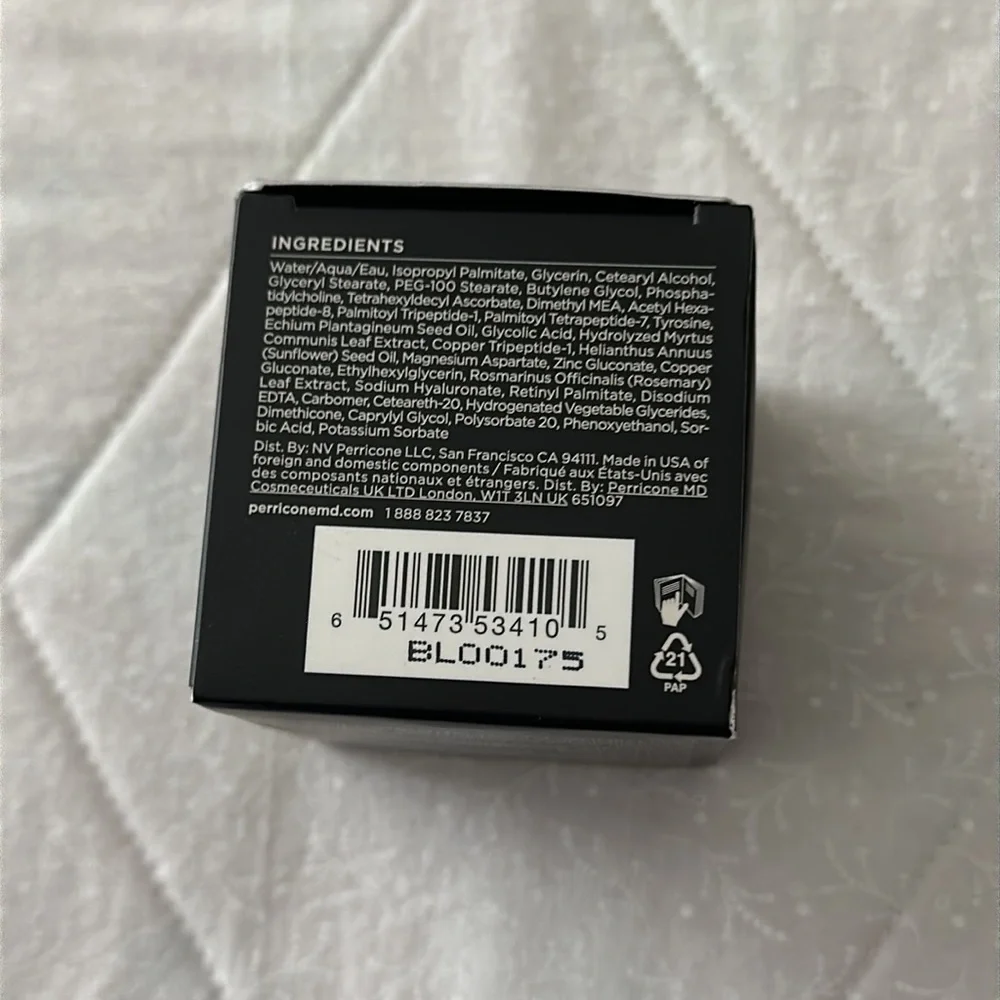 INGREDIENTS
Water/Aqua/Eau, Isopropyl Palmitate, Glycerin, Cetearyl Alcohol,
Glyceryl Stearate, PEG-100 Stearate, Butylene Glycol, Phospha-
tidylcholine, Tetrahexyldecyl Ascorbate, Dimethyl MEA, Acetyl Hexa-
peptide-8, Palmitoyl Tripeptide-1, Palmitoyl Tetrapeptide-7, Tyrosine,
Echium Plantagineum Seed Oil, Glycolic Acid, Hydrolyzed Myrtus
Communis Leaf Extract, Copper Tripeptide-1, Helianthus Annuus
(Sunflower) Seed Oil, Magnesium Aspartate, Zinc Gluconate, Copper
Gluconate, Ethylhexylglycerin, Rosmarinus Officinalis (Rosemary)
Leaf Extract, Sodium Hyaluronate, Retinyl Palmitate, Disodium
EDTA, Carbomer, Ceteareth-20, Hydrogenated Vegetable Glycerides,
Dimethicone, Caprylyl Glycol, Polysorbate 20, Phenoxyethanol, Sor-
bic Acid, Potassium Sorbate
Dist. By: NV Perricone LLC, San Francisco CA 94111. Made in USA of
foreign and domestic components / Fabriqué aux États-Unis avec
des composants nationaux et étrangers. Dist. By: Perricone MD
Cosmeceuticals UK LTD London, W1T 3LN UK 651097
perriconemd.com 1 888 823 7837
6 51473 53410 5
BL00175
21
PAP